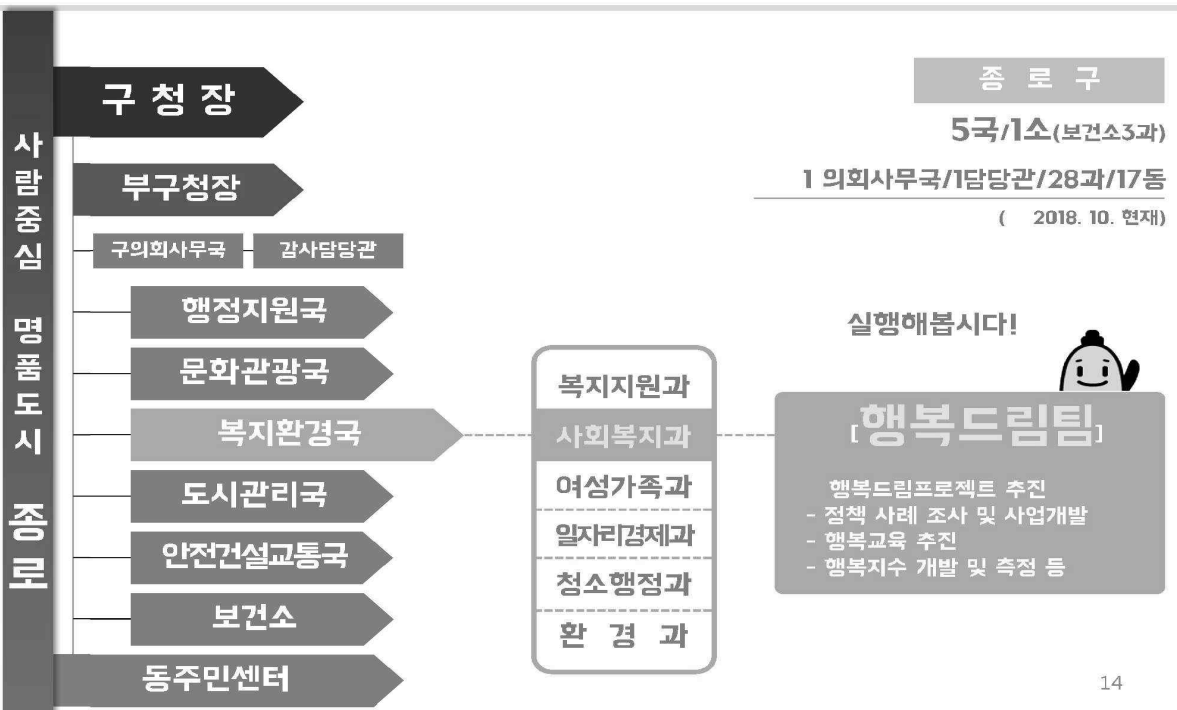 사람중심 명품도시 종로
구 청 장
부구청장
구의회사무국
감사담당관
행정지원국
문화관광국
복지환경국
도시관리국
안전건설교통국
보건소
동주민센터
복지지원과
사회복지과
여성가족과
일자리경제과
청소행정과
환 경 과
종 로 구
5국/1소(보건소3과)
1 의회사무국/1담당관/28과/17동
( 2018. 10. 현재)
실행해봅시다!
[행복드림팀]
행복드림프로젝트 추진
- 정책 사례 조사 및 사업개발
- 행복교육 추진
- 행복지수 개발 및 측정 등
14